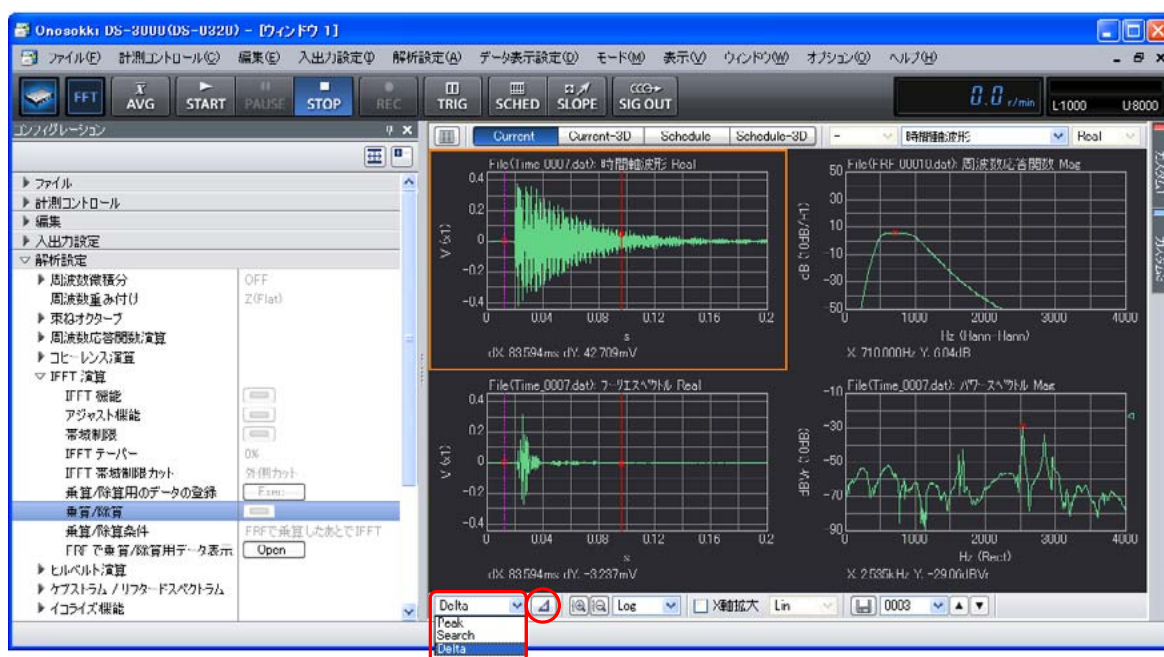 Onosokki DS-3000(DS-0320) - [ウィンドウ 1]
ファイル(F) 計測コントロール(C) 編集(E) 入出力設定(I) 解析設定(A) データ表示設定(D) モード(M) 表示(V) ウィンドウ(W) オプション(O) ヘルプ(H)
FFT AVG START PAUSE STOP REC TRIG SCHED SLOPE SIG OUT 0.0 r/min L1000 U8000
コンフィグレーション
Current Current-3D Schedule Schedule-3D - 時間軸波形 Real
カスタム1
カスタム2
ファイル
計測コントロール
編集
入出力設定
解析設定
周波数微積分 OFF
周波数重み付け Z(Flat)
束ねオクターブ
周波数応答関数演算
コヒーレンス演算
IFFT 演算
IFFT 機能
アジャスト機能
帯域制限
IFFT テーパー 0%
IFFT 帯域制限カット 外側カット
乗算/除算用のデータの登録 Exec
乗算/除算
乗算/除算条件 FRFで乗算したあとでIFFT
FRF で乗算/除算用データ表示 Open
ヒルベルト演算
ケプストラム / リフタードスペクトラム
イコライズ機能
File(Time_0007.dat): 時間軸波形 Real
0.4
0.2
0
-0.2
-0.4
V (x1)
0 0.04 0.08 0.12 0.16 0.2
s
dX: 83.594ms dY: 42.709mV
File(FRF_00010.dat): 周波数応答関数 Mag
50
30
10
-10
-30
-50
dB (10dB/-1)
0 1000 2000 3000 4000
Hz (Hann-Hann)
X: 710.000Hz Y: 6.04dB
File(Time_0007.dat): フーリエスペクトル Real
0.4
0.2
0
-0.2
-0.4
V (x1)
0 0.04 0.08 0.12 0.16 0.2
s
dX: 83.594ms dY: -3.237mV
File(Time_0007.dat): パワースペクトル Mag
-10
-30
-50
-70
-90
0 1000 2000 3000 4000
Hz (Rect)
X: 2.535kHz Y: -29.06dBVr
Delta Log X軸拡大 Lin 0003
Peak
Search
Delta